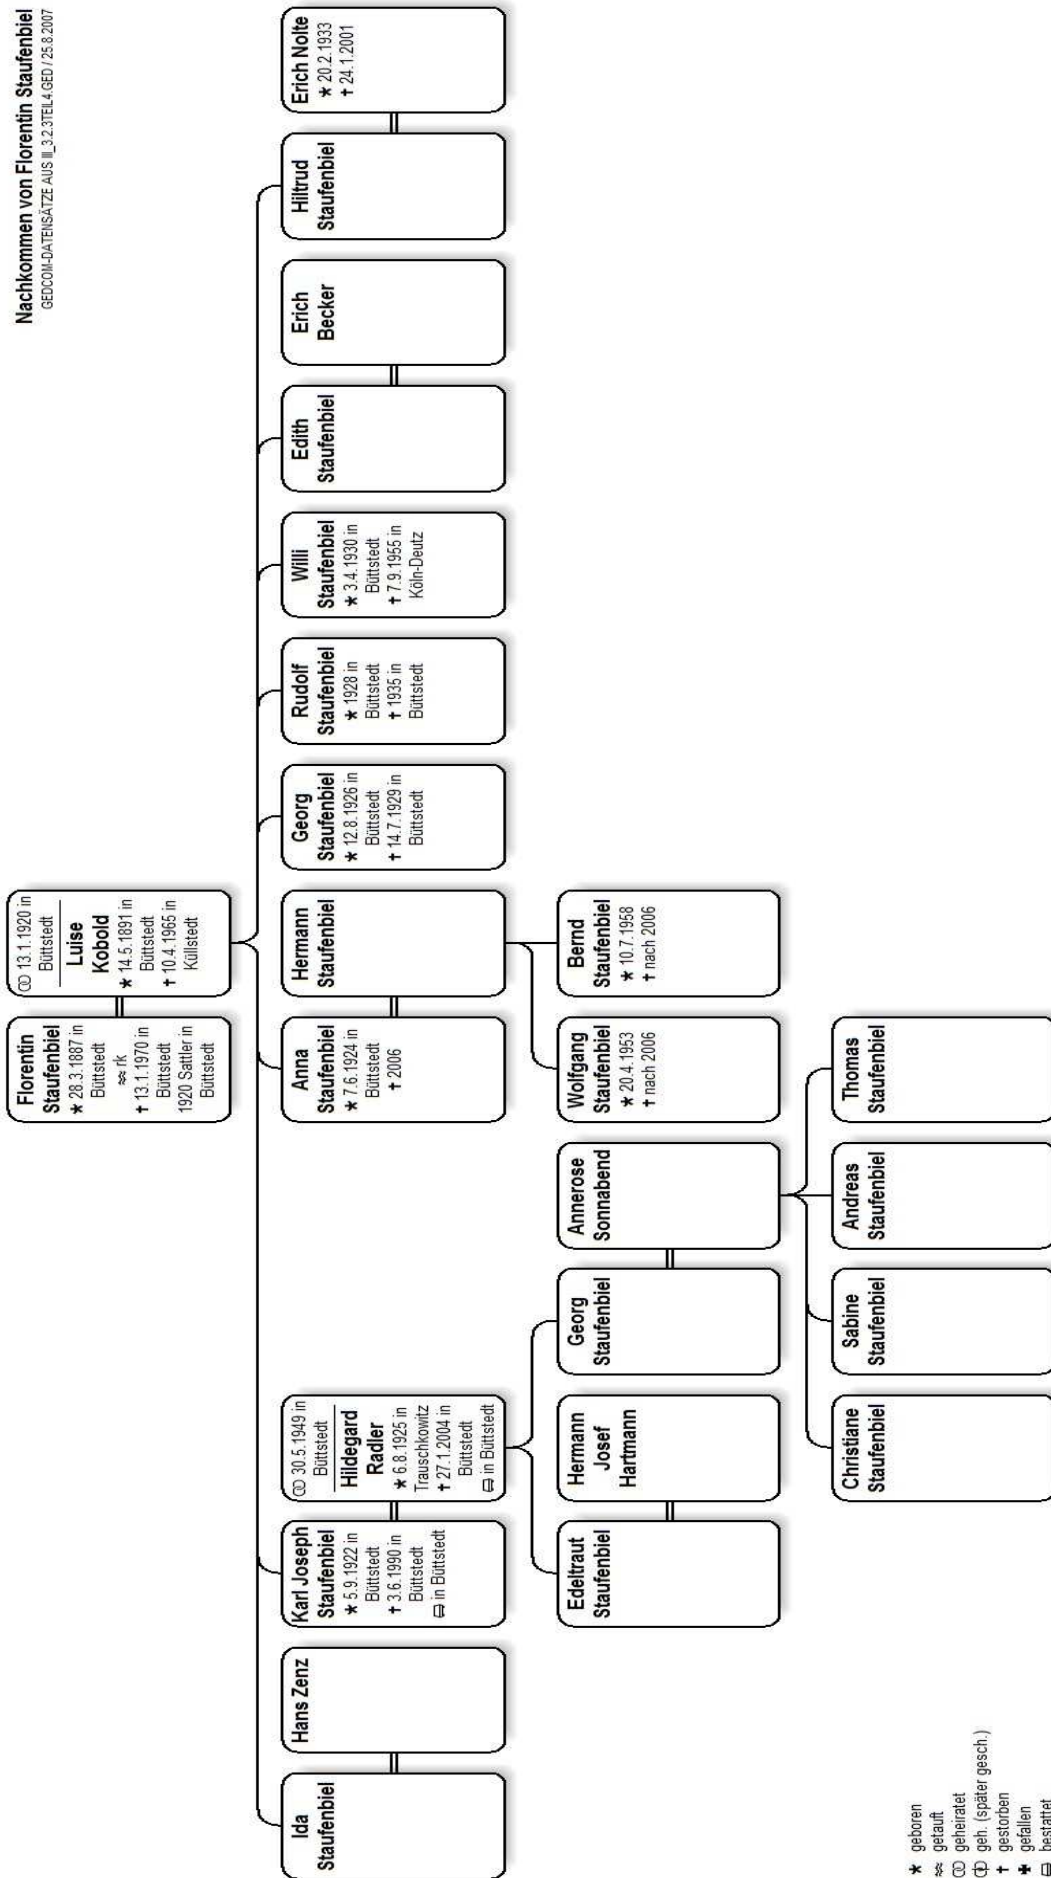 Nachkommen von Florentin Staufenbiel
GEDCOM-DATENSÄTZE AUS III_3.2.3TEIL4.GED / 25.8.2007
Florentin
Staufenbiel
★ 28.3.1887 in
Büttstedt
≈ rk
† 13.1.1970 in
Büttstedt
1920 Sattler in
Büttstedt
⚭ 13.1.1920 in
Büttstedt
Luise
Kobold
★ 14.5.1891 in
Büttstedt
† 10.4.1965 in
Küllstedt
Ida
Staufenbiel
Hans Zenz
Karl Joseph
Staufenbiel
★ 5.9.1922 in
Büttstedt
† 3.6.1990 in
Büttstedt
⚰ in Büttstedt
⚭ 30.5.1949 in
Büttstedt
Hildegard
Radler
★ 6.8.1925 in
Trauschkowitz
† 27.1.2004 in
Büttstedt
⚰ in Büttstedt
Anna
Staufenbiel
★ 7.6.1924 in
Büttstedt
† 2006
Hermann
Staufenbiel
Georg
Staufenbiel
★ 12.8.1926 in
Büttstedt
† 14.7.1929 in
Büttstedt
Rudolf
Staufenbiel
★ 1928 in
Büttstedt
† 1935 in
Büttstedt
Willi
Staufenbiel
★ 3.4.1930 in
Büttstedt
† 7.9.1955 in
Köln-Deutz
Edith
Staufenbiel
Erich
Becker
Hiltrud
Staufenbiel
Erich Nolte
★ 20.2.1933
† 24.1.2001
Edeltraut
Staufenbiel
Hermann
Josef
Hartmann
Georg
Staufenbiel
Annerose
Sonnabend
Wolfgang
Staufenbiel
★ 20.4.1953
† nach 2006
Bernd
Staufenbiel
★ 10.7.1958
† nach 2006
Christiane
Staufenbiel
Sabine
Staufenbiel
Andreas
Staufenbiel
Thomas
Staufenbiel
★ geboren
≈ getauft
⚭ geheiratet
⚮ geh. (später gesch.)
† gestorben
✚ gefallen
⚰ bestattet